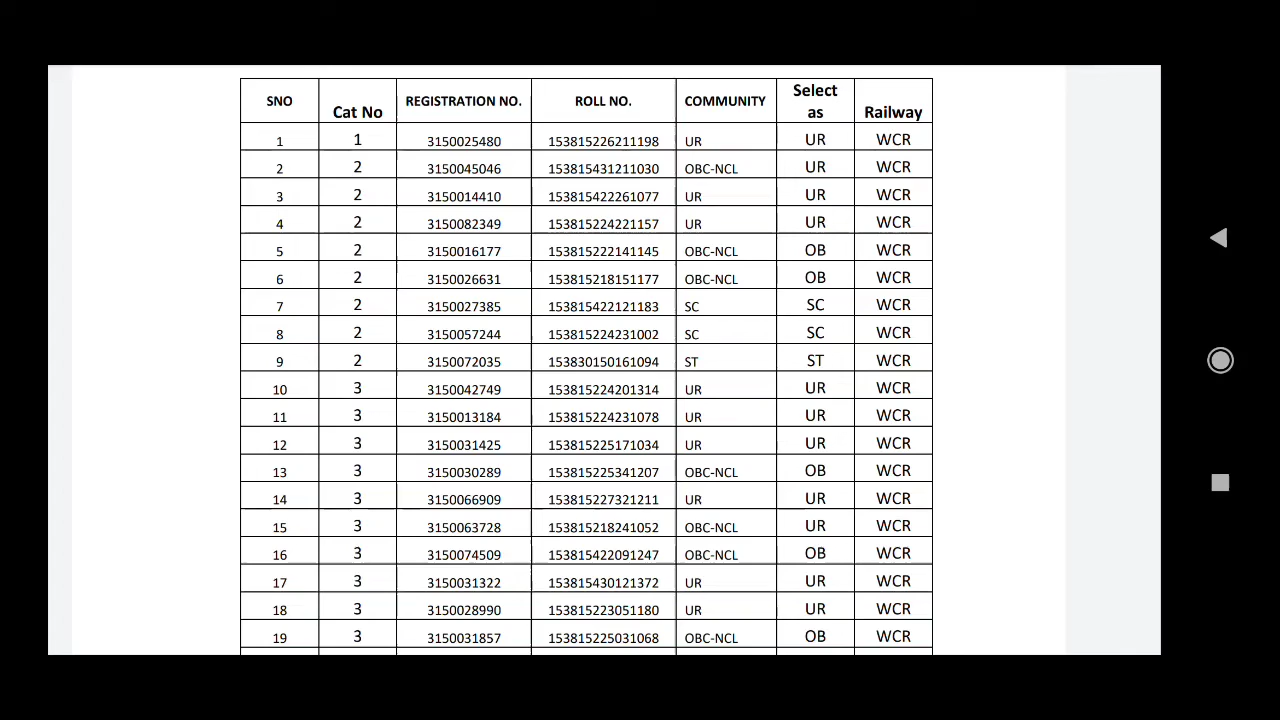 SNO Cat No REGISTRATION NO. ROLL NO. COMMUNITY Select as Railway
1 1 3150025480 153815226211198 UR UR WCR
2 2 3150045046 153815431211030 OBC-NCL UR WCR
3 2 3150014410 153815422261077 UR UR WCR
4 2 3150082349 153815224221157 UR UR WCR
5 2 3150016177 153815222141145 OBC-NCL OB WCR
6 2 3150026631 153815218151177 OBC-NCL OB WCR
7 2 3150027385 153815422121183 SC SC WCR
8 2 3150057244 153815224231002 SC SC WCR
9 2 3150072035 153830150161094 ST ST WCR
10 3 3150042749 153815224201314 UR UR WCR
11 3 3150013184 153815224231078 UR UR WCR
12 3 3150031425 153815225171034 UR UR WCR
13 3 3150030289 153815225341207 OBC-NCL OB WCR
14 3 3150066909 153815227321211 UR UR WCR
15 3 3150063728 153815218241052 OBC-NCL UR WCR
16 3 3150074509 153815422091247 OBC-NCL OB WCR
17 3 3150031322 153815430121372 UR UR WCR
18 3 3150028990 153815223051180 UR UR WCR
19 3 3150031857 153815225031068 OBC-NCL OB WCR